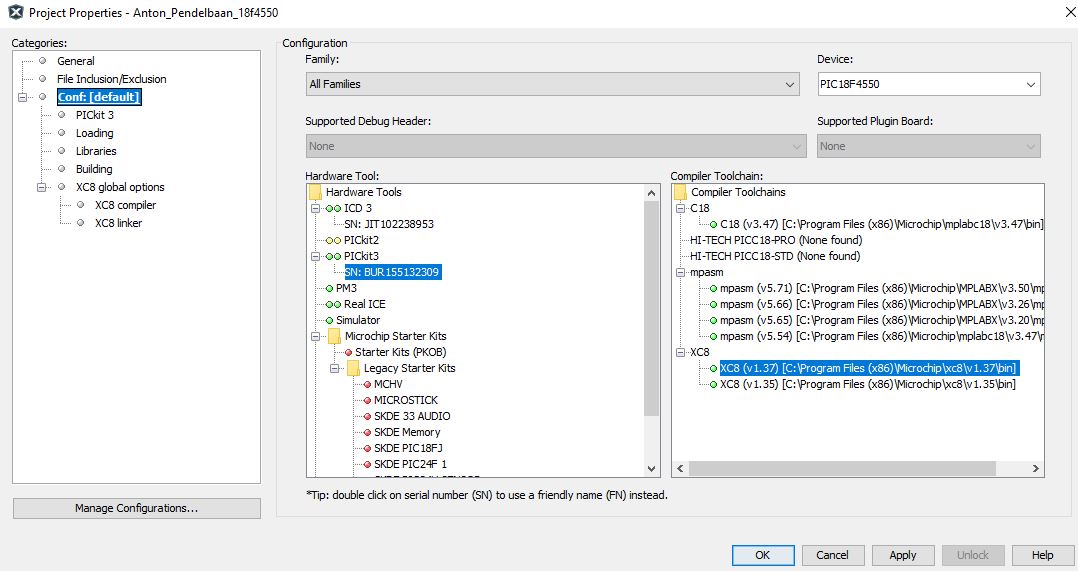 Project Properties - Anton_Pendelbaan_18f4550
Categories:
General
File Inclusion/Exclusion
Conf: [default]
PICkit 3
Loading
Libraries
Building
XC8 global options
XC8 compiler
XC8 linker
Manage Configurations...
Configuration
Family:
All Families
Device:
PIC18F4550
Supported Debug Header:
None
Supported Plugin Board:
None
Hardware Tool:
Hardware Tools
ICD 3
SN: JIT102238953
PICkit2
PICkit3
SN: BUR155132309
PM3
Real ICE
Simulator
Microchip Starter Kits
Starter Kits (PKOB)
Legacy Starter Kits
MCHV
MICROSTICK
SKDE 33 AUDIO
SKDE Memory
SKDE PIC18FJ
SKDE PIC24F 1
Compiler Toolchain:
Compiler Toolchains
C18
C18 (v3.47) [C:\Program Files (x86)\Microchip\mplabc18\v3.47\bin]
HI-TECH PICC18-PRO (None found)
HI-TECH PICC18-STD (None found)
mpasm
mpasm (v5.71) [C:\Program Files (x86)\Microchip\MPLABX\v3.50\mp
mpasm (v5.66) [C:\Program Files (x86)\Microchip\MPLABX\v3.26\mp
mpasm (v5.65) [C:\Program Files (x86)\Microchip\MPLABX\v3.20\mp
mpasm (v5.54) [C:\Program Files (x86)\Microchip\mplabc18\v3.47\
XC8
XC8 (v1.37) [C:\Program Files (x86)\Microchip\xc8\v1.37\bin]
XC8 (v1.35) [C:\Program Files (x86)\Microchip\xc8\v1.35\bin]
*Tip: double click on serial number (SN) to use a friendly name (FN) instead.
OK
Cancel
Apply
Unlock
Help